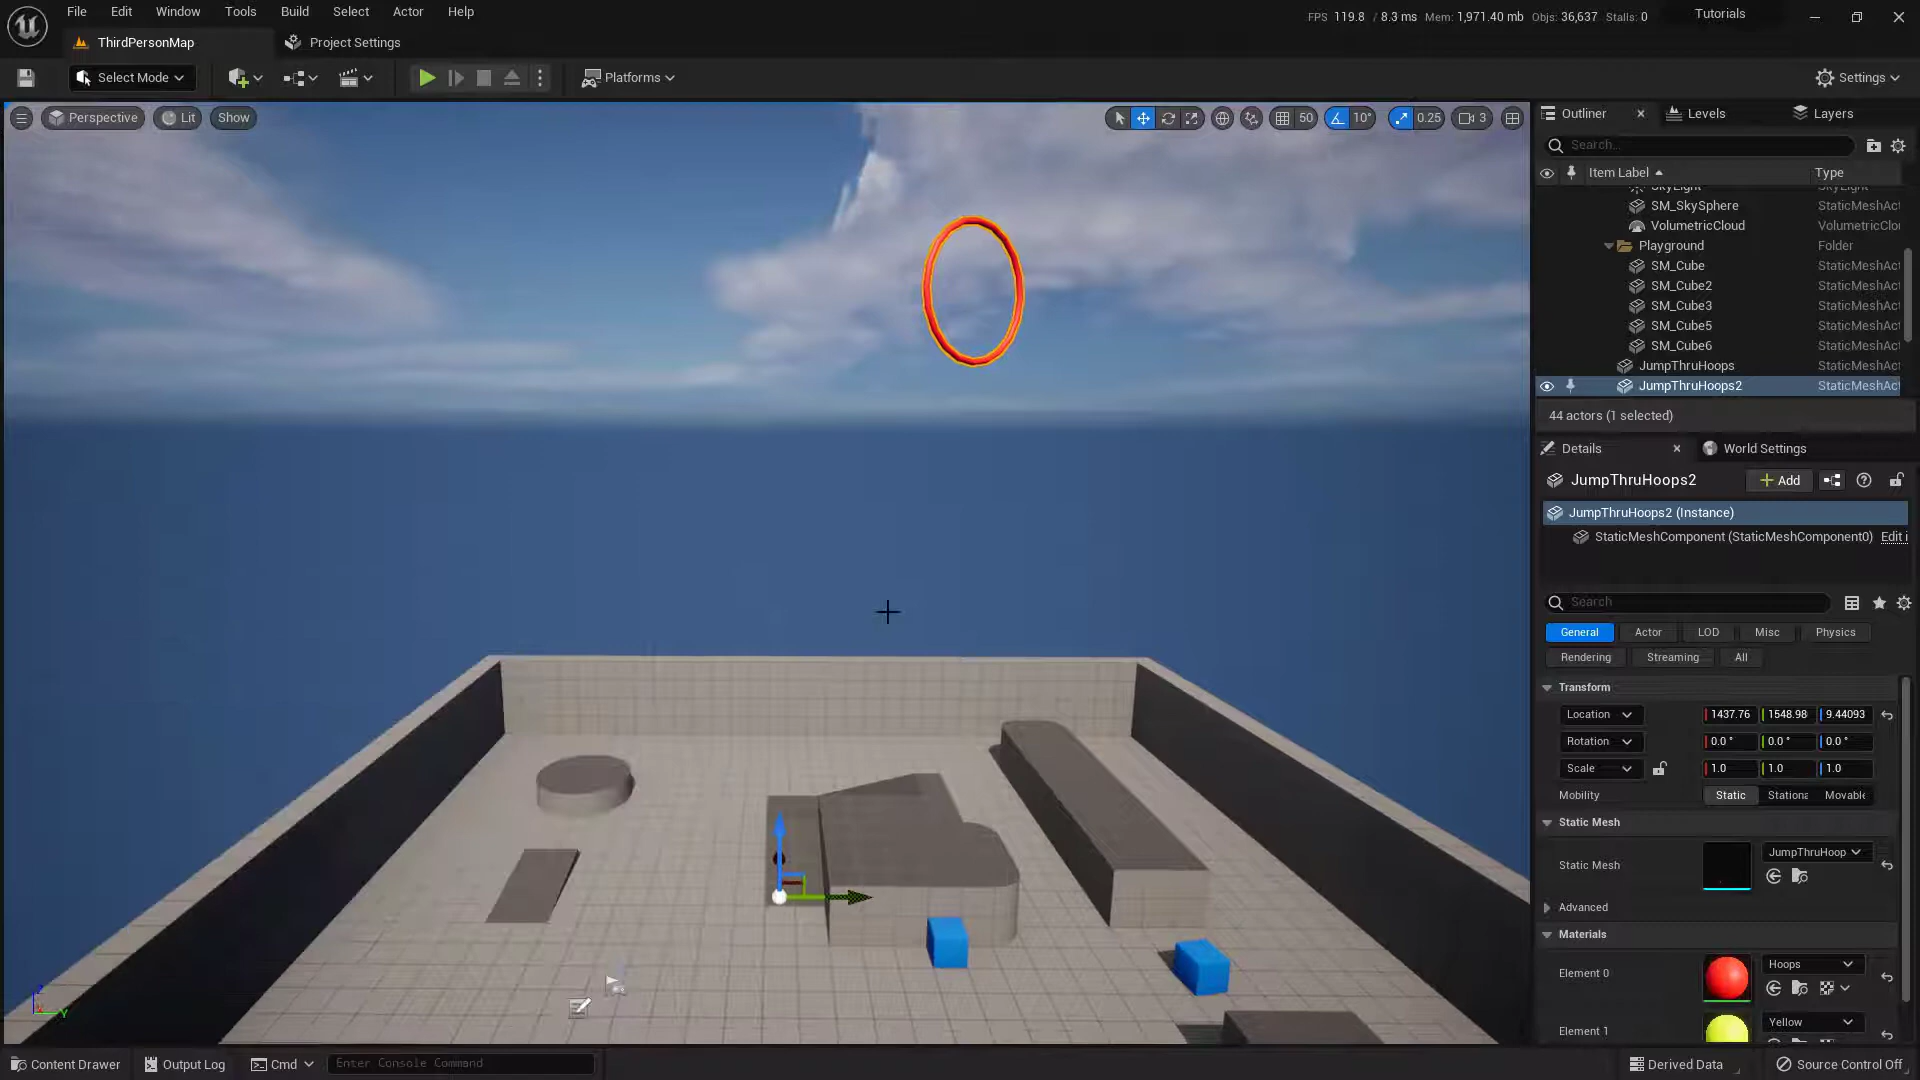 File Edit Window Tools Build Select Actor Help
FPS 119.8 / 8.3 ms Mem: 1,971.40 mb Objs: 36,637 Stalls: 0
Tutorials
ThirdPersonMap
Project Settings
Select Mode
Platforms
Settings
Perspective
Lit
Show
50
10°
0.25
3
Outliner
Levels
Layers
Search...
Item Label Type
SkyLight SkyLight
SM_SkySphere StaticMeshAct
VolumetricCloud VolumetricClou
Playground Folder
SM_Cube StaticMeshAct
SM_Cube2 StaticMeshAct
SM_Cube3 StaticMeshAct
SM_Cube5 StaticMeshAct
SM_Cube6 StaticMeshAct
JumpThruHoops StaticMeshAct
JumpThruHoops2 StaticMeshAct
44 actors (1 selected)
Details
World Settings
JumpThruHoops2
Add
JumpThruHoops2 (Instance)
StaticMeshComponent (StaticMeshComponent0) Edit i
Search
General Actor LOD Misc Physics
Rendering Streaming All
Transform
Location 1437.76 1548.98 9.44093
Rotation 0.0 ° 0.0 ° 0.0 °
Scale 1.0 1.0 1.0
Mobility Static Stationa Movable
Static Mesh
Static Mesh JumpThruHoop
Advanced
Materials
Element 0 Hoops
Element 1 Yellow
Z
Y
Content Drawer
Output Log
Cmd
Enter Console Command
Derived Data
Source Control Off